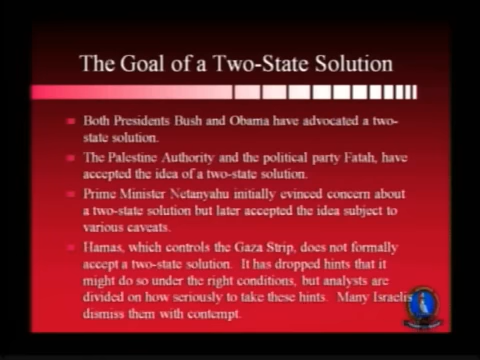 The Goal of a Two-State Solution
Both Presidents Bush and Obama have advocated a two-
state solution.
The Palestine Authority and the political party Fatah, have
accepted the idea of a two-state solution.
Prime Minister Netanyahu initially evinced concern about
a two-state solution but later accepted the idea subject to
various caveats.
Hamas, which controls the Gaza Strip, does not formally
accept a two-state solution. It has dropped hints that it
might do so under the right conditions, but analysts are
divided on how seriously to take these hints. Many Israelis
dismiss them with contempt.